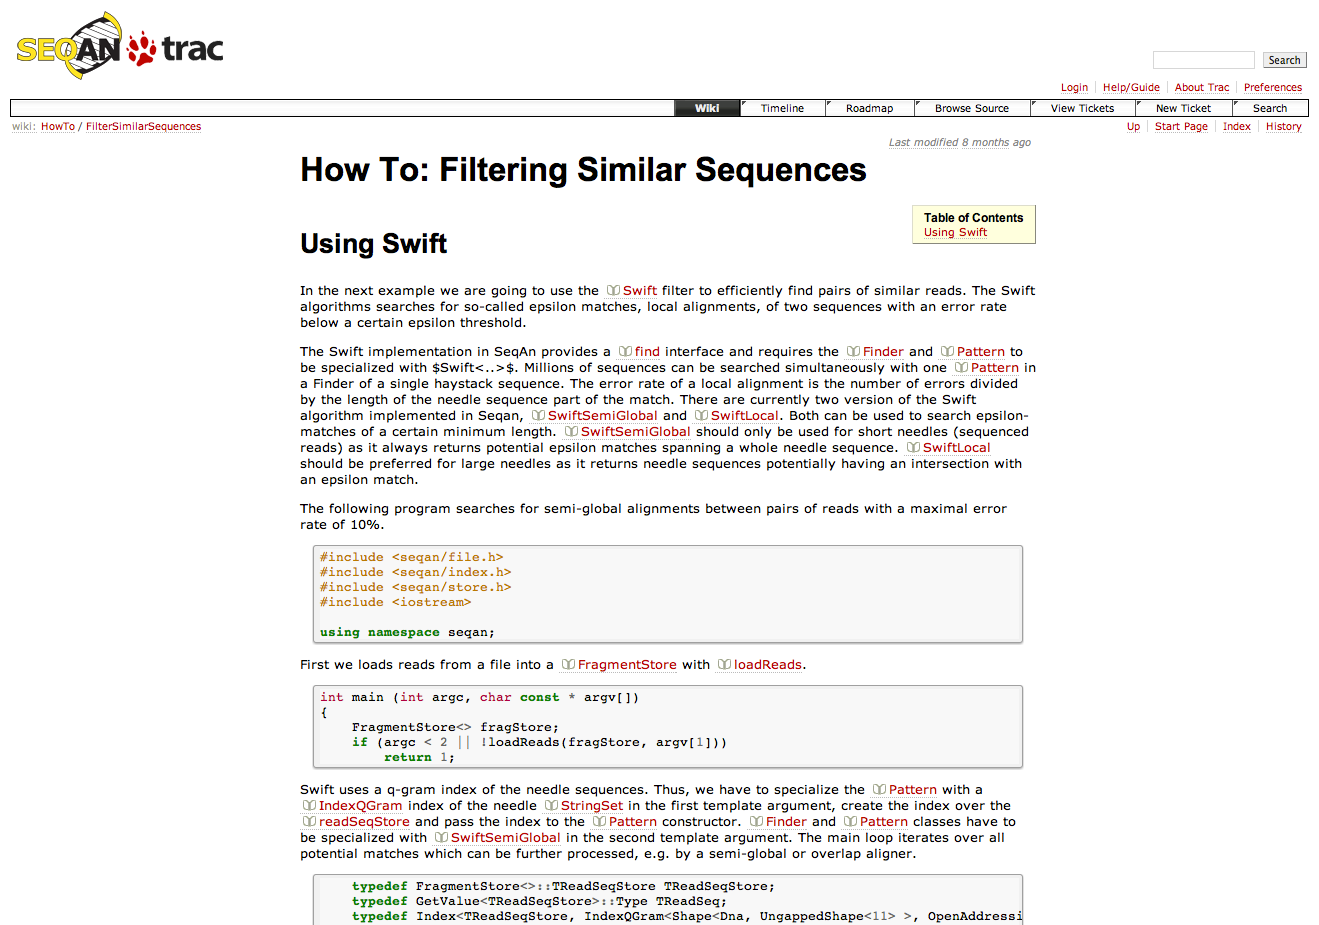 SEQAN trac
Search
Login Help/Guide About Trac Preferences
Wiki Timeline Roadmap Browse Source View Tickets New Ticket Search
wiki: HowTo / FilterSimilarSequences
Up Start Page Index History
Last modified 8 months ago
How To: Filtering Similar Sequences
Table of Contents
Using Swift
Using Swift
In the next example we are going to use the Swift filter to efficiently find pairs of similar reads. The Swift
algorithms searches for so-called epsilon matches, local alignments, of two sequences with an error rate
below a certain epsilon threshold.
The Swift implementation in SeqAn provides a find interface and requires the Finder and Pattern to
be specialized with $Swift<..>$. Millions of sequences can be searched simultaneously with one Pattern in
a Finder of a single haystack sequence. The error rate of a local alignment is the number of errors divided
by the length of the needle sequence part of the match. There are currently two version of the Swift
algorithm implemented in Seqan, SwiftSemiGlobal and SwiftLocal. Both can be used to search epsilon-
matches of a certain minimum length. SwiftSemiGlobal should only be used for short needles (sequenced
reads) as it always returns potential epsilon matches spanning a whole needle sequence. SwiftLocal
should be preferred for large needles as it returns needle sequences potentially having an intersection with
an epsilon match.
The following program searches for semi-global alignments between pairs of reads with a maximal error
rate of 10%.
#include <seqan/file.h>
#include <seqan/index.h>
#include <seqan/store.h>
#include <iostream>
using namespace seqan;
First we loads reads from a file into a FragmentStore with loadReads.
int main (int argc, char const * argv[])
{
FragmentStore<> fragStore;
if (argc < 2 || !loadReads(fragStore, argv[1]))
return 1;
Swift uses a q-gram index of the needle sequences. Thus, we have to specialize the Pattern with a
IndexQGram index of the needle StringSet in the first template argument, create the index over the
readSeqStore and pass the index to the Pattern constructor. Finder and Pattern classes have to
be specialized with SwiftSemiGlobal in the second template argument. The main loop iterates over all
potential matches which can be further processed, e.g. by a semi-global or overlap aligner.
typedef FragmentStore<>::TReadSeqStore TReadSeqStore;
typedef GetValue<TReadSeqStore>::Type TReadSeq;
typedef Index<TReadSeqStore, IndexQGram<Shape<Dna, UngappedShape<11> >, OpenAddressi